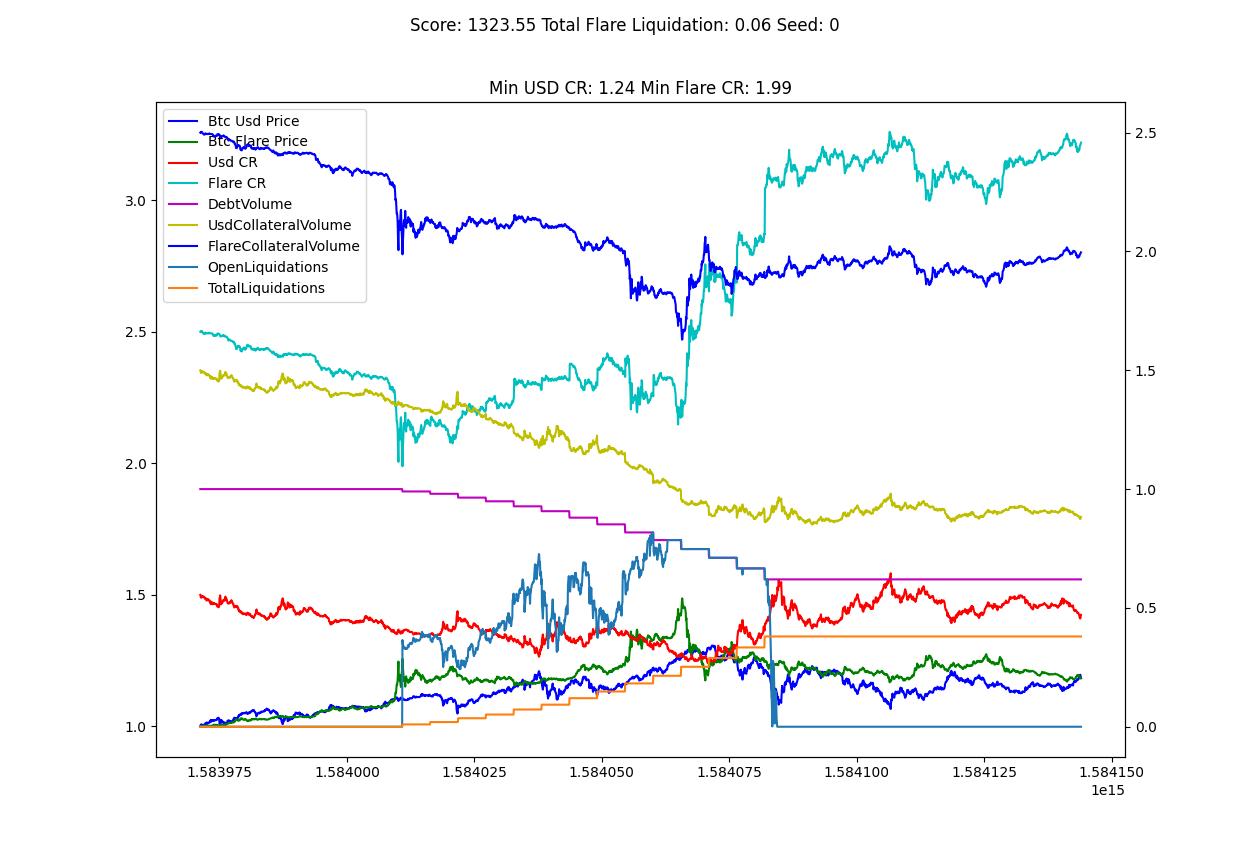 Score: 1323.55 Total Flare Liquidation: 0.06 Seed: 0
Min USD CR: 1.24 Min Flare CR: 1.99
Btc Usd Price
Btc Flare Price
Usd CR
Flare CR
DebtVolume
UsdCollateralVolume
FlareCollateralVolume
OpenLiquidations
TotalLiquidations
3.0
2.5
2.0
1.5
1.0
2.5
2.0
1.5
1.0
0.5
0.0
1.583975 1.584000 1.584025 1.584050 1.584075 1.584100 1.584125 1.584150
1e15